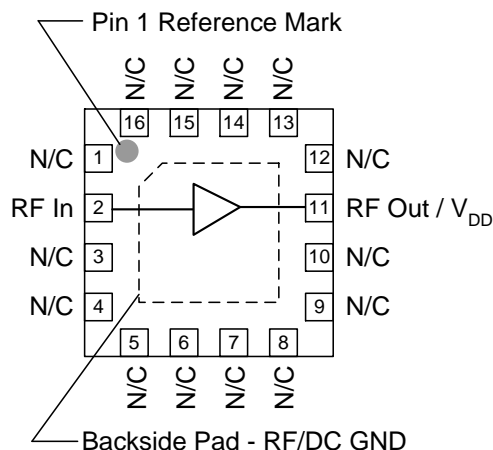 Pin 1 Reference Mark
N/C N/C N/C N/C
16 15 14 13
N/C 1 12 N/C
RF In 2 11 RF Out / VDD
N/C 3 10 N/C
N/C 4 9 N/C
5 6 7 8
N/C N/C N/C N/C
Backside Pad - RF/DC GND